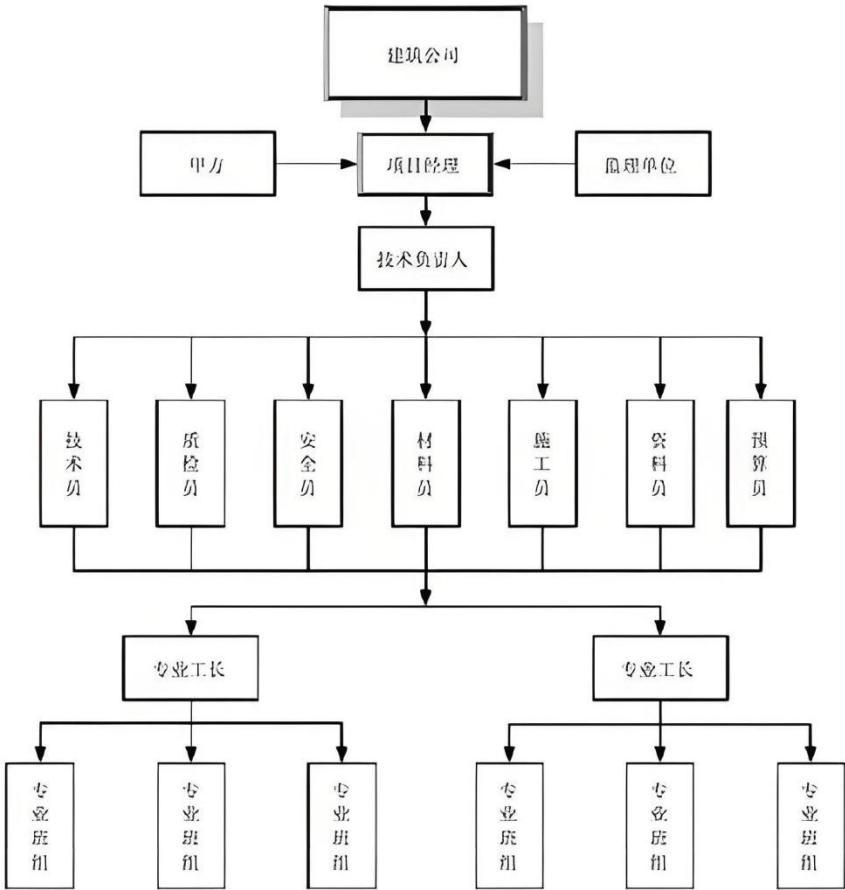 建筑公司
甲方
项目经理
监理单位
技术负责人
技术员
质检员
安全员
材料员
施工员
资料员
预算员
专业工长
专业工长
专业班组
专业班组
专业班组
专业班组
专业班组
专业班组